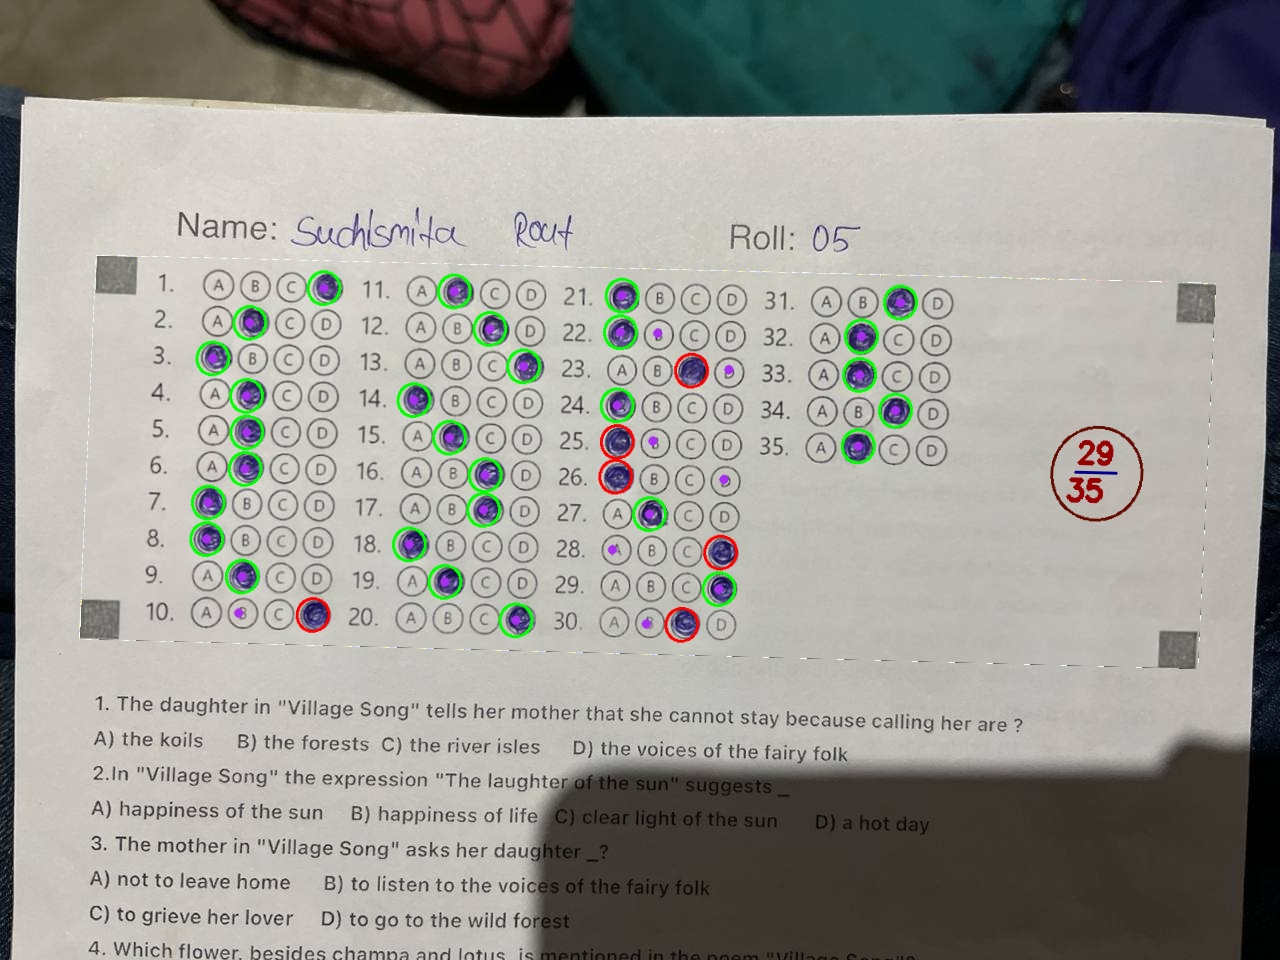 Name: Suchismita Rout Roll: 05
1. A B C 11. A C D 21. B C D 31. A B D
2. A C D 12. A B D 22. C D 32. A C D
3. B C D 13. A B C 23. A B 33. A C D
4. A C D 14. B C D 24. B C D 34. A B D
5. A C D 15. A C D 25. C D 35. A C D
6. A C D 16. A B D 26. B C
7. B C D 17. A B D 27. A C D
8. B C D 18. B C D 28. A B C
9. A C D 19. A C D 29. A B C
10. A B C 20. A B C 30. A B D
29
35
1. The daughter in "Village Song" tells her mother that she cannot stay because calling her are ?
A) the koils B) the forests C) the river isles D) the voices of the fairy folk
2.In "Village Song" the expression "The laughter of the sun" suggests _
A) happiness of the sun B) happiness of life C) clear light of the sun D) a hot day
3. The mother in "Village Song" asks her daughter _?
A) not to leave home B) to listen to the voices of the fairy folk
C) to grieve her lover D) to go to the wild forest
4. Which flower, besides champa and lotus, is mentioned in the poem "Village Song"?